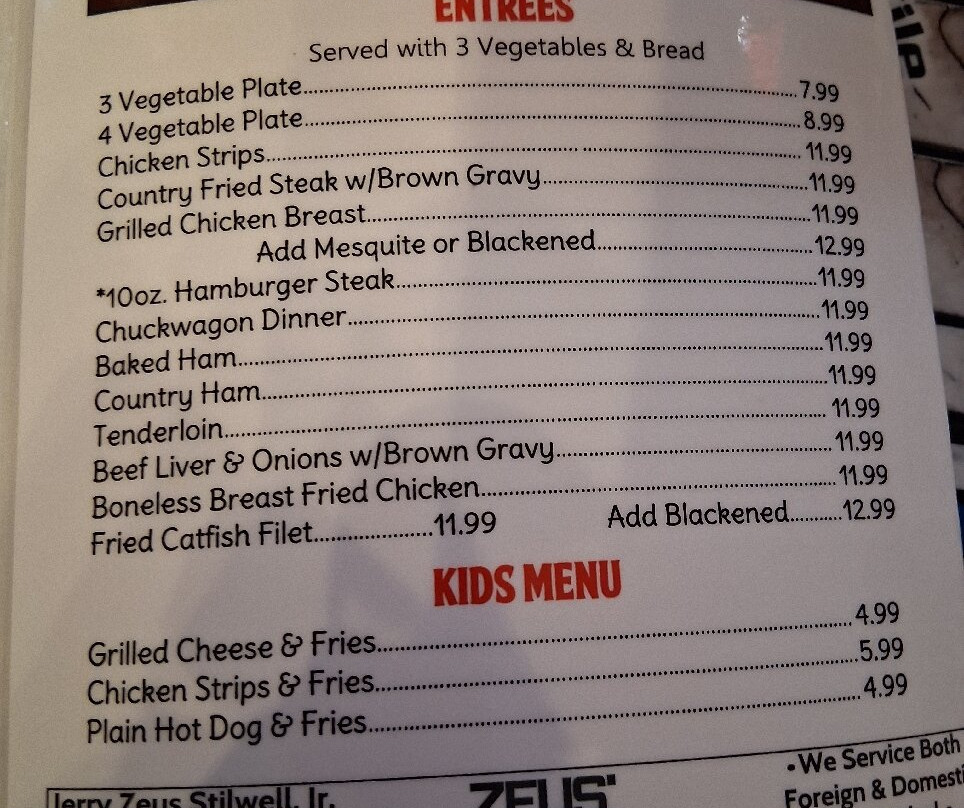 ENTREES
Served with 3 Vegetables & Bread
3 Vegetable Plate 7.99
4 Vegetable Plate 8.99
Chicken Strips 11.99
Country Fried Steak w/Brown Gravy 11.99
Grilled Chicken Breast 11.99
Add Mesquite or Blackened 12.99
*10oz. Hamburger Steak 11.99
Chuckwagon Dinner 11.99
Baked Ham 11.99
Country Ham 11.99
Tenderloin 11.99
Beef Liver & Onions w/Brown Gravy 11.99
Boneless Breast Fried Chicken 11.99
Fried Catfish Filet 11.99 Add Blackened 12.99
KIDS MENU
Grilled Cheese & Fries 4.99
Chicken Strips & Fries 5.99
Plain Hot Dog & Fries 4.99
Jerry Zeus Stilwell, Jr.
ZEUS'
•We Service Both
Foreign & Domesti